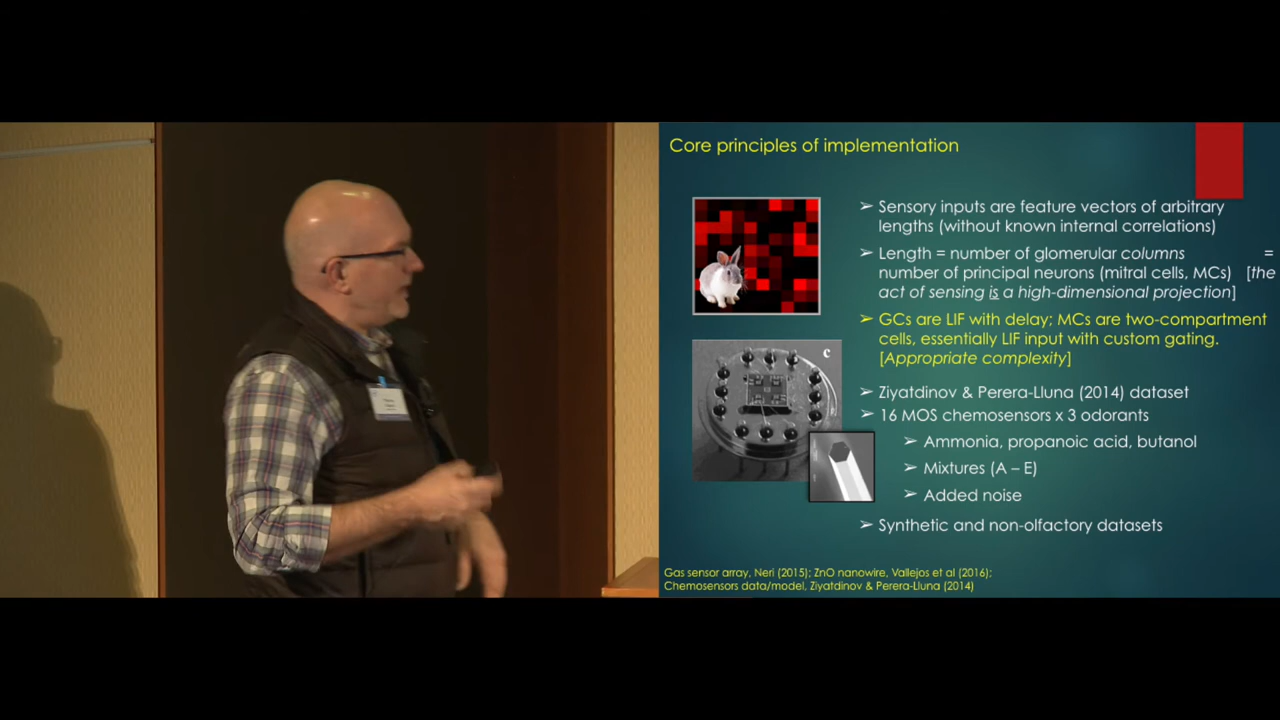 Core principles of implementation
➢ Sensory inputs are feature vectors of arbitrary
lengths (without known internal correlations)
➢ Length = number of glomerular columns =
number of principal neurons (mitral cells, MCs) [the
act of sensing is a high-dimensional projection]
➢ GCs are LIF with delay; MCs are two-compartment
cells, essentially LIF input with custom gating.
[Appropriate complexity]
➢ Ziyatdinov & Perera-Lluna (2014) dataset
➢ 16 MOS chemosensors x 3 odorants
➢ Ammonia, propanoic acid, butanol
➢ Mixtures (A – E)
➢ Added noise
➢ Synthetic and non-olfactory datasets
c
Gas sensor array, Neri (2015); ZnO nanowire, Vallejos et al (2016);
Chemosensors data/model, Ziyatdinov & Perera-Lluna (2014)